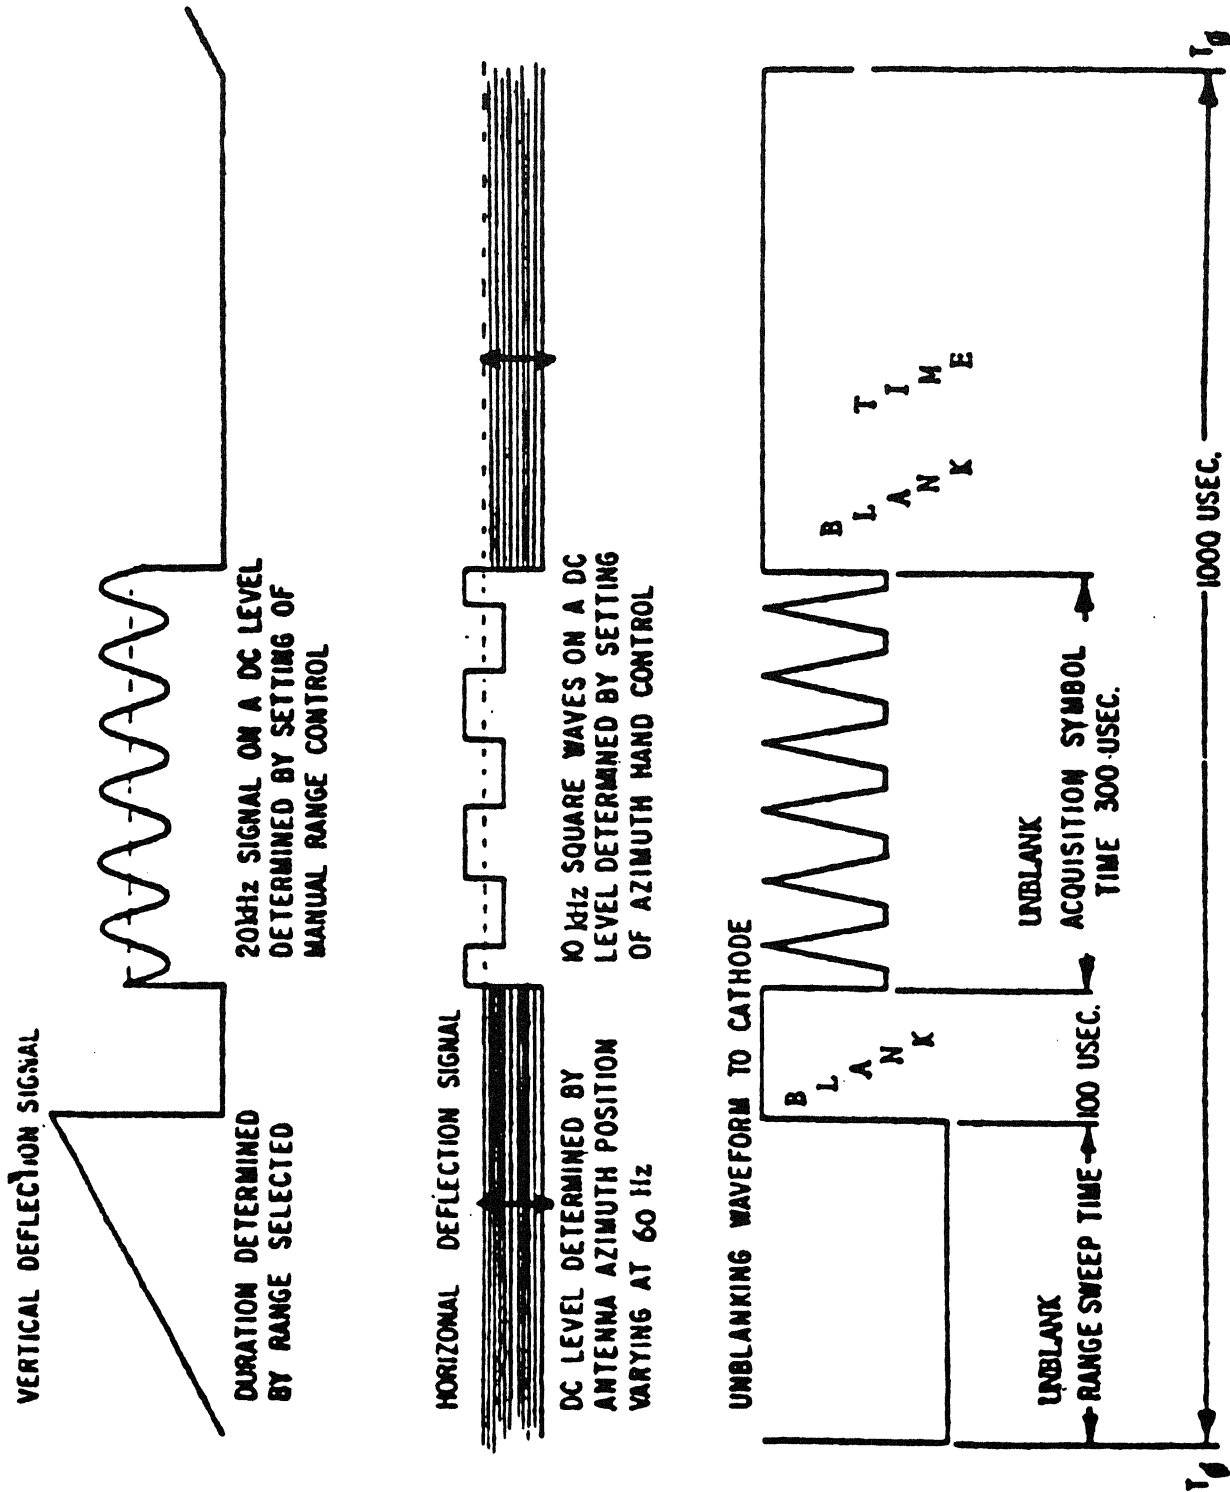 VERTICAL DEFLECTION SIGNAL
DURATION DETERMINED
BY RANGE SELECTED
20kHz SIGNAL ON A DC LEVEL
DETERMINED BY SETTING OF
MANUAL RANGE CONTROL
HORIZONAL DEFLECTION SIGNAL
DC LEVEL DETERMINED BY
ANTENNA AZIMUTH POSITION
VARYING AT 60 Hz
10 kHz SQUARE WAVES ON A DC
LEVEL DETERMINED BY SETTING
OF AZIMUTH HAND CONTROL
UNBLANKING WAVEFORM TO CATHODE
BLANK
BLANK TIME
UNBLANK
RANGE SWEEP TIME
100 USEC.
UNBLANK
ACQUISITION SYMBOL
TIME 300 USEC.
1000 USEC.
T0
T0